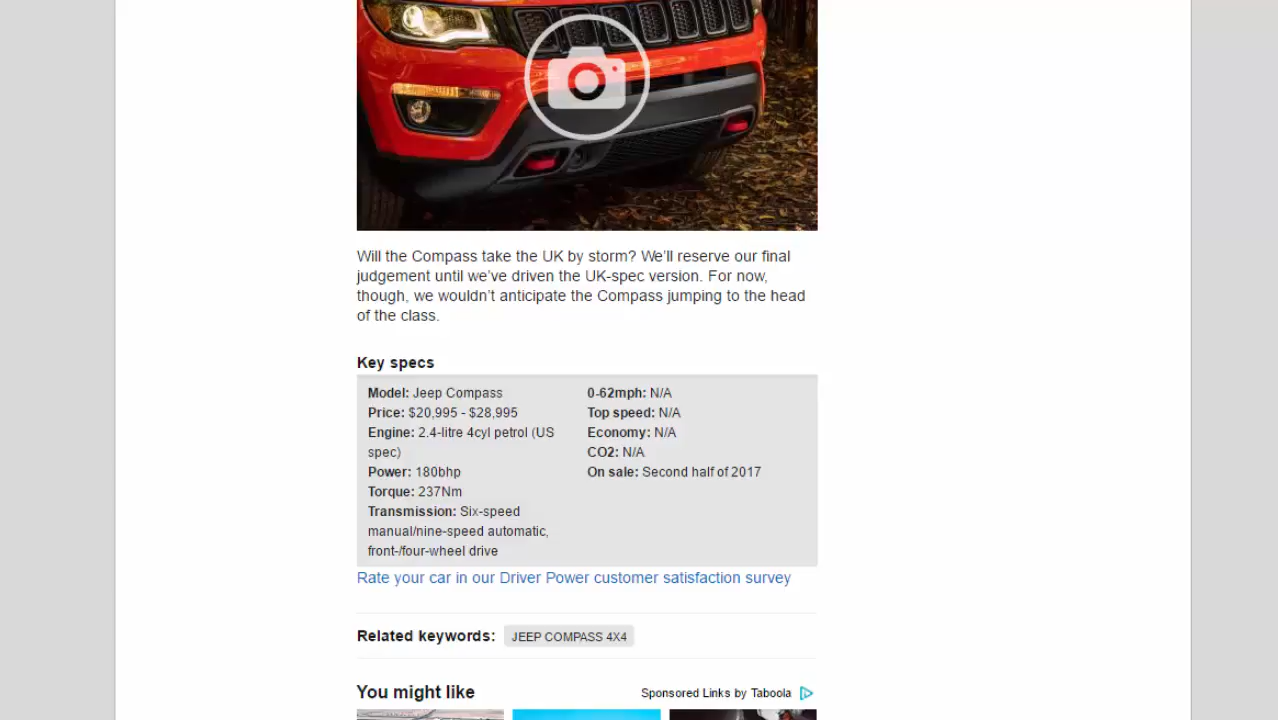 Will the Compass take the UK by storm? We'll reserve our final
judgement until we've driven the UK-spec version. For now,
though, we wouldn't anticipate the Compass jumping to the head
of the class.
Key specs
Model: Jeep Compass
Price: $20,995 - $28,995
Engine: 2.4-litre 4cyl petrol (US
spec)
Power: 180bhp
Torque: 237Nm
Transmission: Six-speed
manual/nine-speed automatic,
front-/four-wheel drive
0-62mph: N/A
Top speed: N/A
Economy: N/A
CO2: N/A
On sale: Second half of 2017
Rate your car in our Driver Power customer satisfaction survey
Related keywords: JEEP COMPASS 4X4
You might like
Sponsored Links by Taboola